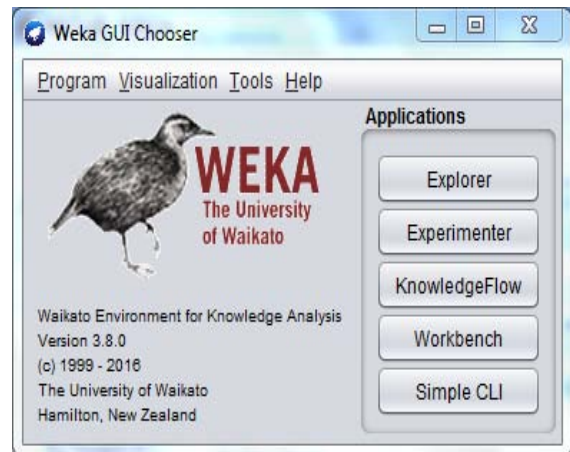 Weka GUI Chooser
Program Visualization Tools Help
WEKA
The University
of Waikato
Waikato Environment for Knowledge Analysis
Version 3.8.0
(c) 1999 - 2016
The University of Waikato
Hamilton, New Zealand
Applications
Explorer
Experimenter
KnowledgeFlow
Workbench
Simple CLI